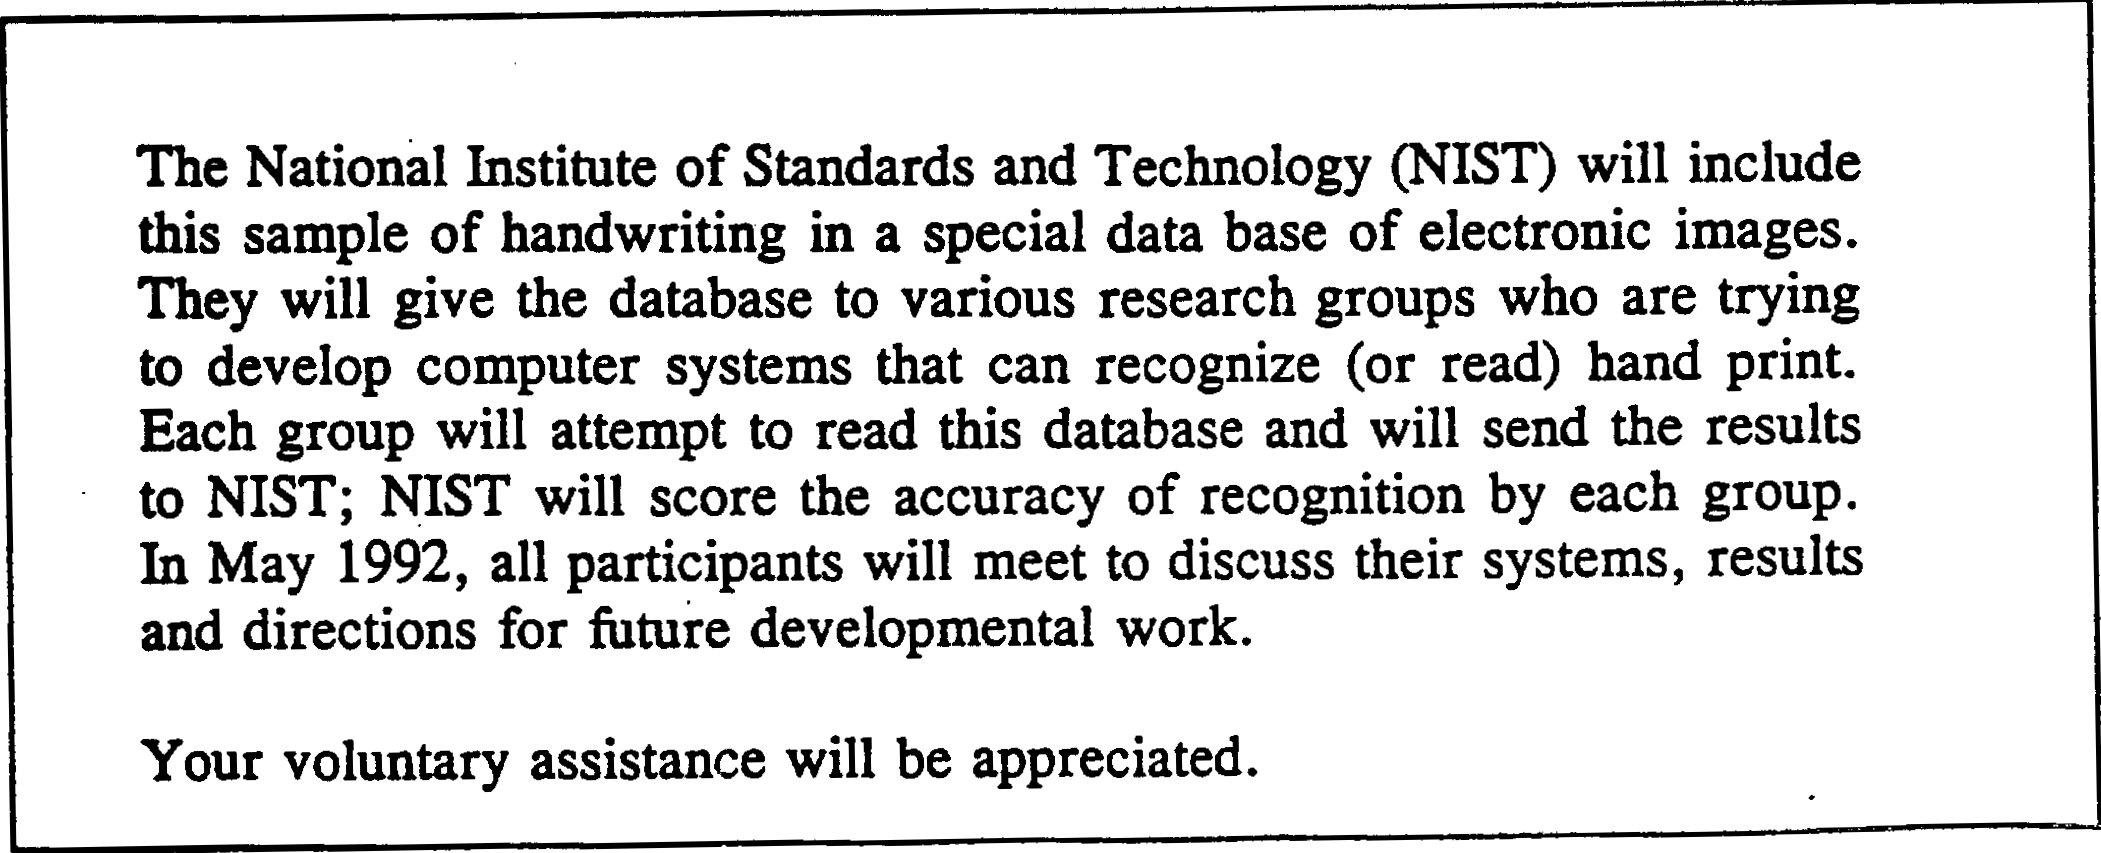 The National Institute of Standards and Technology (NIST) will include
this sample of handwriting in a special data base of electronic images.
They will give the database to various research groups who are trying
to develop computer systems that can recognize (or read) hand print.
Each group will attempt to read this database and will send the results
to NIST; NIST will score the accuracy of recognition by each group.
In May 1992, all participants will meet to discuss their systems, results
and directions for future developmental work.
Your voluntary assistance will be appreciated.